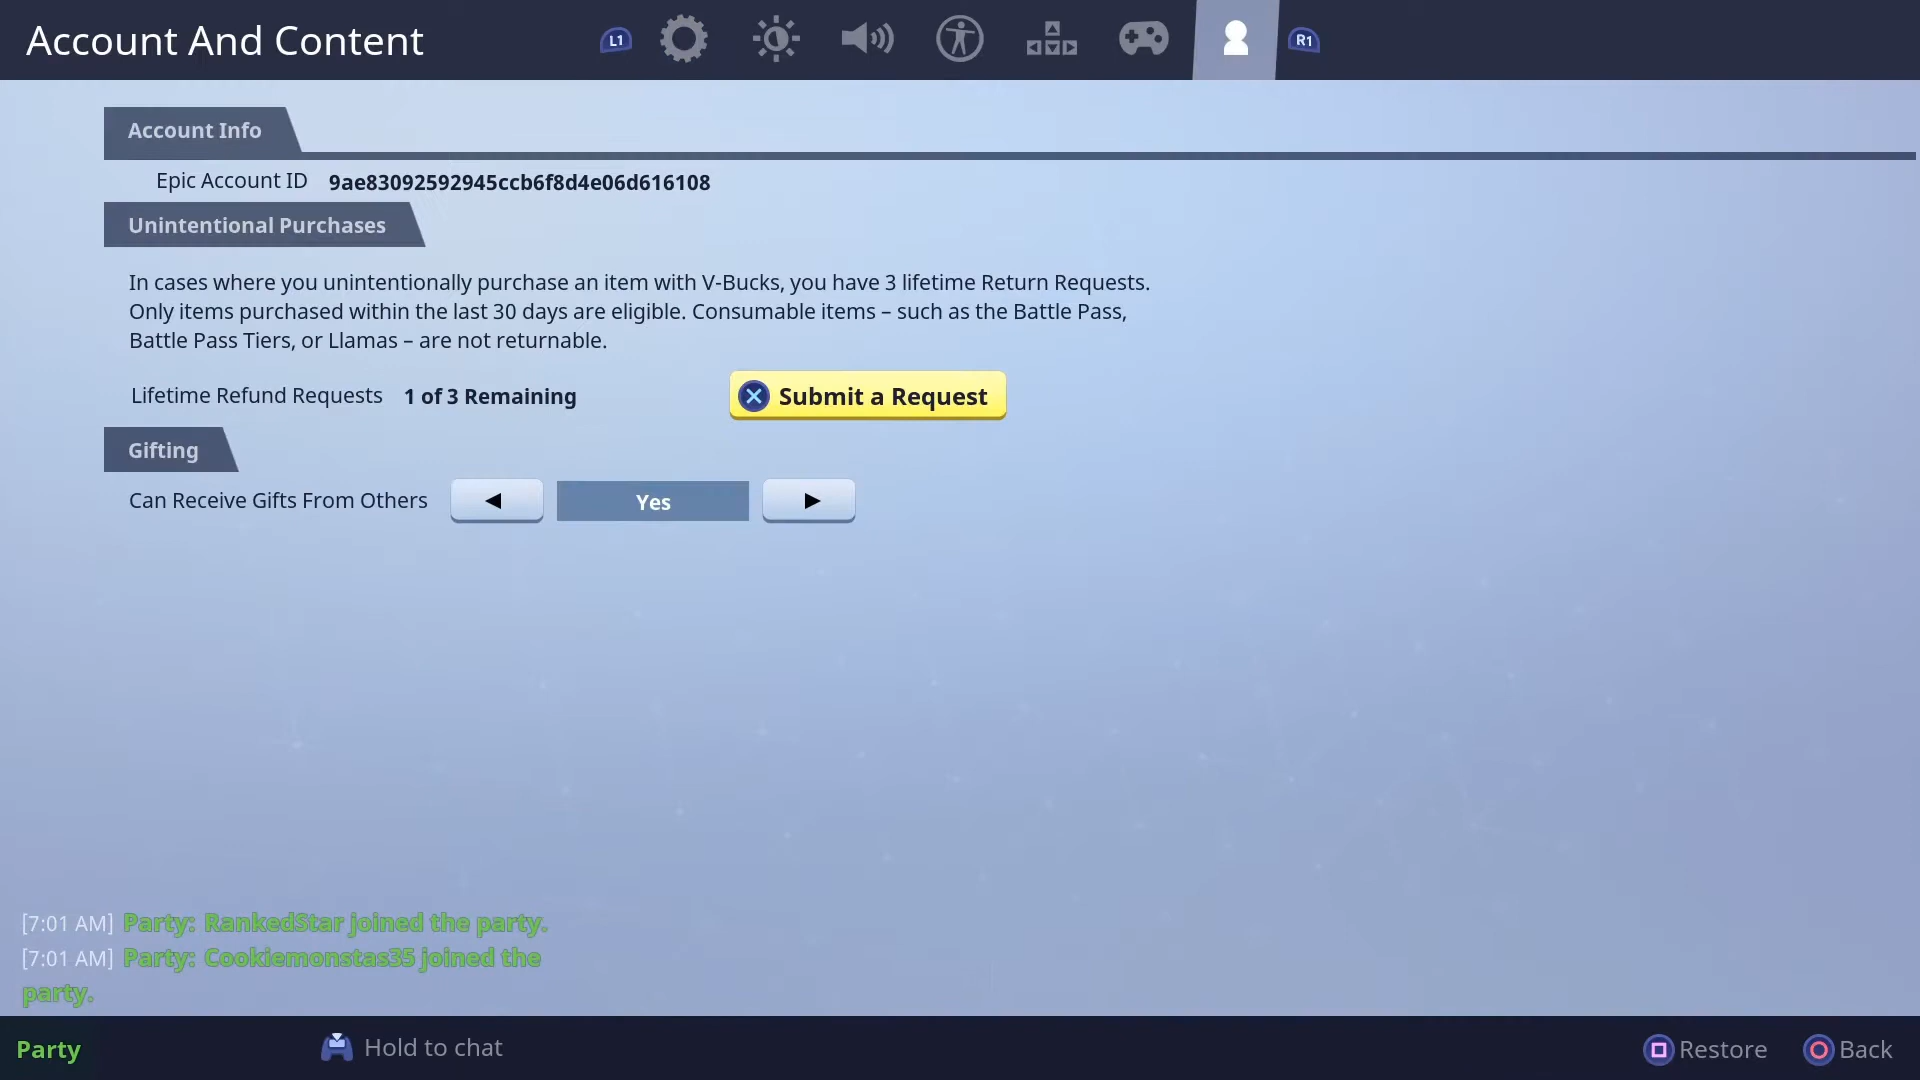 Account And Content
L1
R1
Account Info
Epic Account ID 9ae83092592945ccb6f8d4e06d616108
Unintentional Purchases
In cases where you unintentionally purchase an item with V-Bucks, you have 3 lifetime Return Requests.
Only items purchased within the last 30 days are eligible. Consumable items – such as the Battle Pass,
Battle Pass Tiers, or Llamas – are not returnable.
Lifetime Refund Requests 1 of 3 Remaining
Submit a Request
Gifting
Can Receive Gifts From Others
Yes
[7:01 AM] Party: RankedStar joined the party.
[7:01 AM] Party: Cookiemonstas35 joined the
party.
Party
Hold to chat
Restore
Back